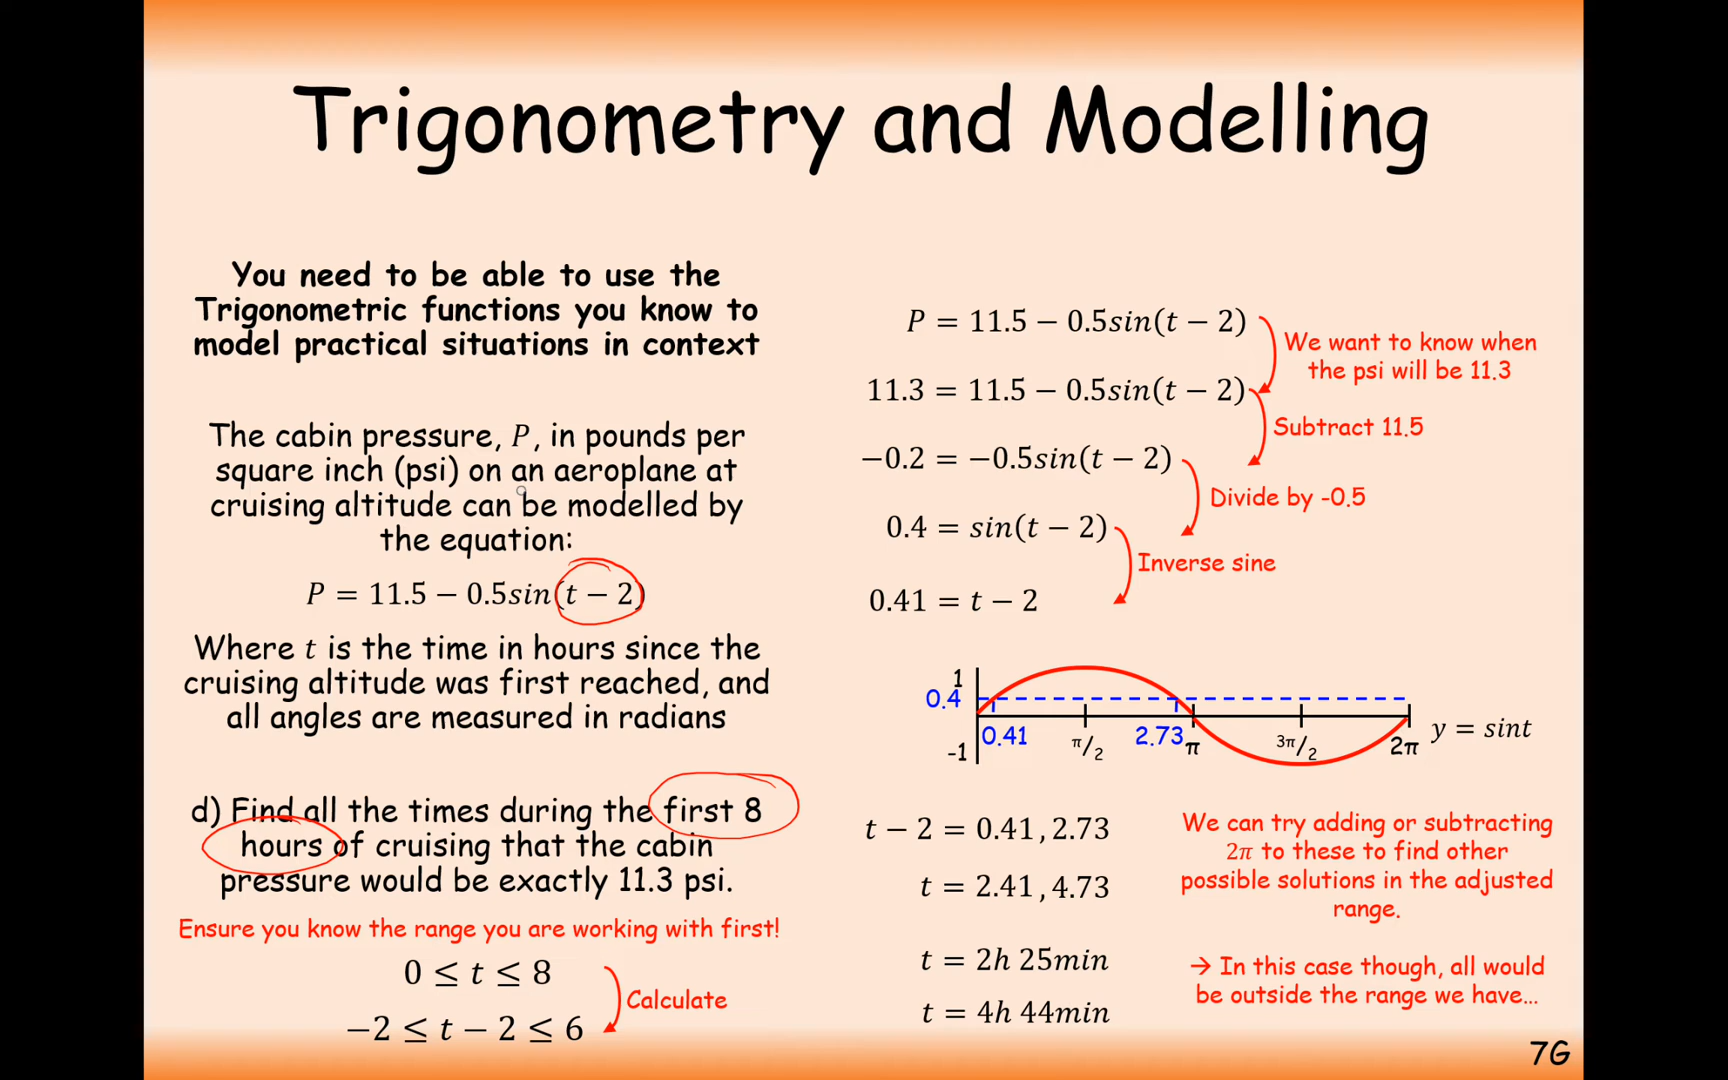 Trigonometry and Modelling
You need to be able to use the
Trigonometric functions you know to
model practical situations in context
The cabin pressure, P, in pounds per
square inch (psi) on an aeroplane at
cruising altitude can be modelled by
the equation:
P = 11.5 − 0.5sin(t − 2)
Where t is the time in hours since the
cruising altitude was first reached, and
all angles are measured in radians
d) Find all the times during the first 8
hours of cruising that the cabin
pressure would be exactly 11.3 psi.
Ensure you know the range you are working with first!
0 ≤ t ≤ 8
Calculate
−2 ≤ t − 2 ≤ 6
P = 11.5 − 0.5sin(t − 2)
We want to know when
the psi will be 11.3
11.3 = 11.5 − 0.5sin(t − 2)
Subtract 11.5
−0.2 = −0.5sin(t − 2)
Divide by -0.5
0.4 = sin(t − 2)
Inverse sine
0.41 = t − 2
1
0.4
-1
0.41 π/2 2.73 π 3π/2 2π
y = sint
t − 2 = 0.41, 2.73
t = 2.41, 4.73
t = 2h 25min
t = 4h 44min
We can try adding or subtracting
2π to these to find other
possible solutions in the adjusted
range.
→ In this case though, all would
be outside the range we have...
7G